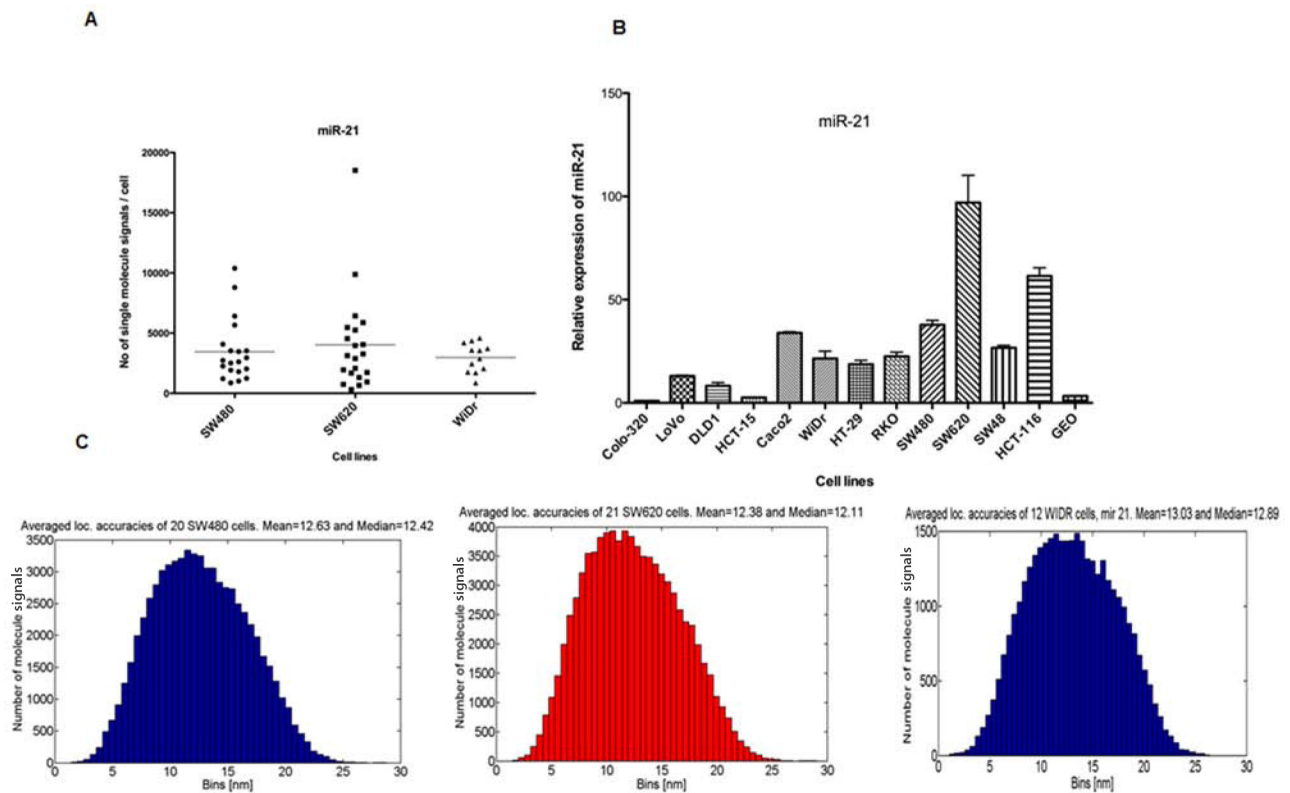 A
B
miR-21
No of single molecule signals / cell
20000
15000
10000
5000
0
SW480
SW620
WiDr
Cell lines
miR-21
Relative expression of miR-21
150
100
50
0
Colo-320
LoVo
DLD1
HCT-15
Caco2
WiDr
HT-29
RKO
SW480
SW620
SW48
HCT-116
GEO
Cell lines
C
Averaged loc. accuracies of 20 SW480 cells. Mean=12.63 and Median=12.42
Number of molecule signals
3500
3000
2500
2000
1500
1000
500
0
0 5 10 15 20 25 30
Bins [nm]
Averaged loc. accuracies of 21 SW620 cells. Mean=12.38 and Median=12.11
Number of molecule signals
4000
3500
3000
2500
2000
1500
1000
500
0
0 5 10 15 20 25 30
Bins [nm]
Averaged loc. accuracies of 12 WIDR cells, mir 21. Mean=13.03 and Median=12.89
Number of molecule signals
1500
1000
500
0
0 5 10 15 20 25 30
Bins [nm]